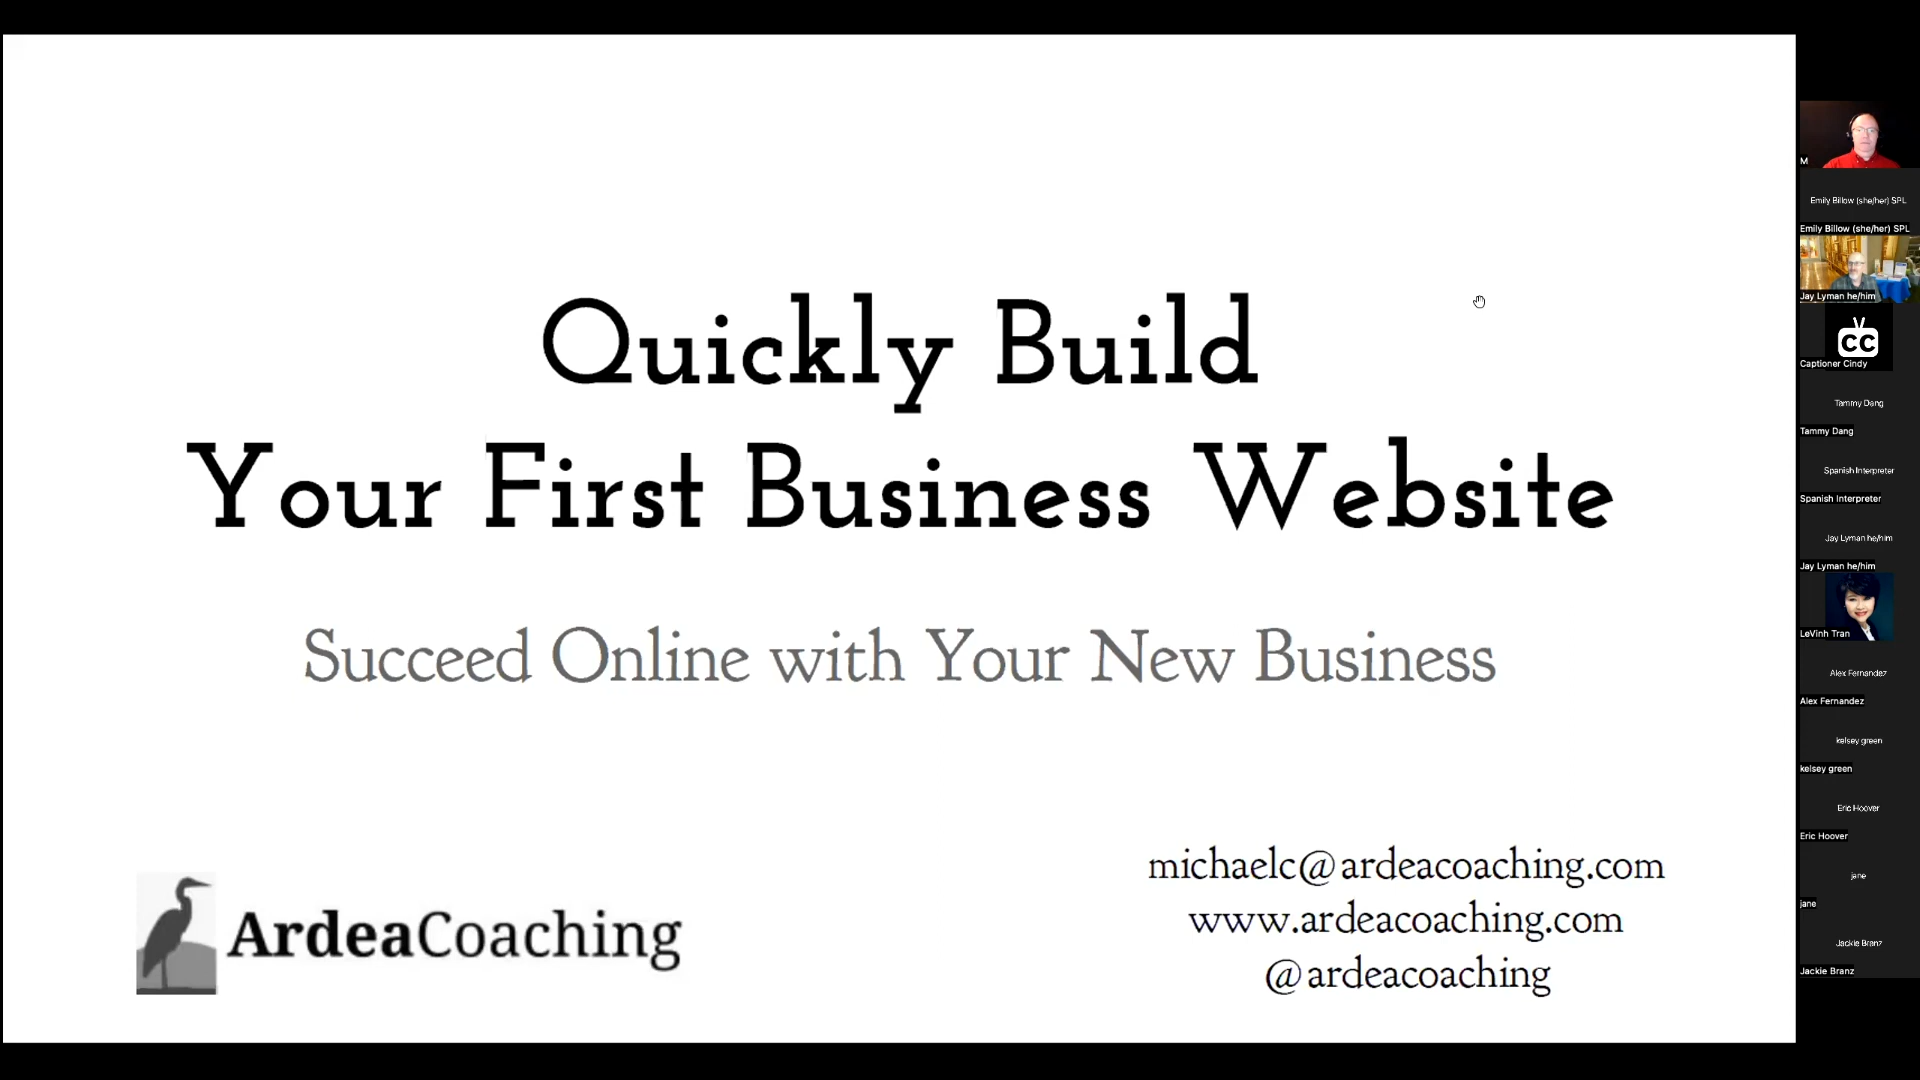 Quickly Build
Your First Business Website
Succeed Online with Your New Business
ArdeaCoaching
michaelc@ardeacoaching.com
www.ardeacoaching.com
@ardeacoaching
M
Emily Billow (she/her) SPL
Emily Billow (she/her) SPL
Jay Lyman he/him
CC
Captioner Cindy
Tammy Dang
Tammy Dang
Spanish Interpreter
Spanish Interpreter
Jay Lyman he/him
Jay Lyman he/him
LeVinh Tran
Alex Fernandez
Alex Fernandez
kelsey green
kelsey green
Eric Hoover
Eric Hoover
jane
jane
Jackie Branz
Jackie Branz